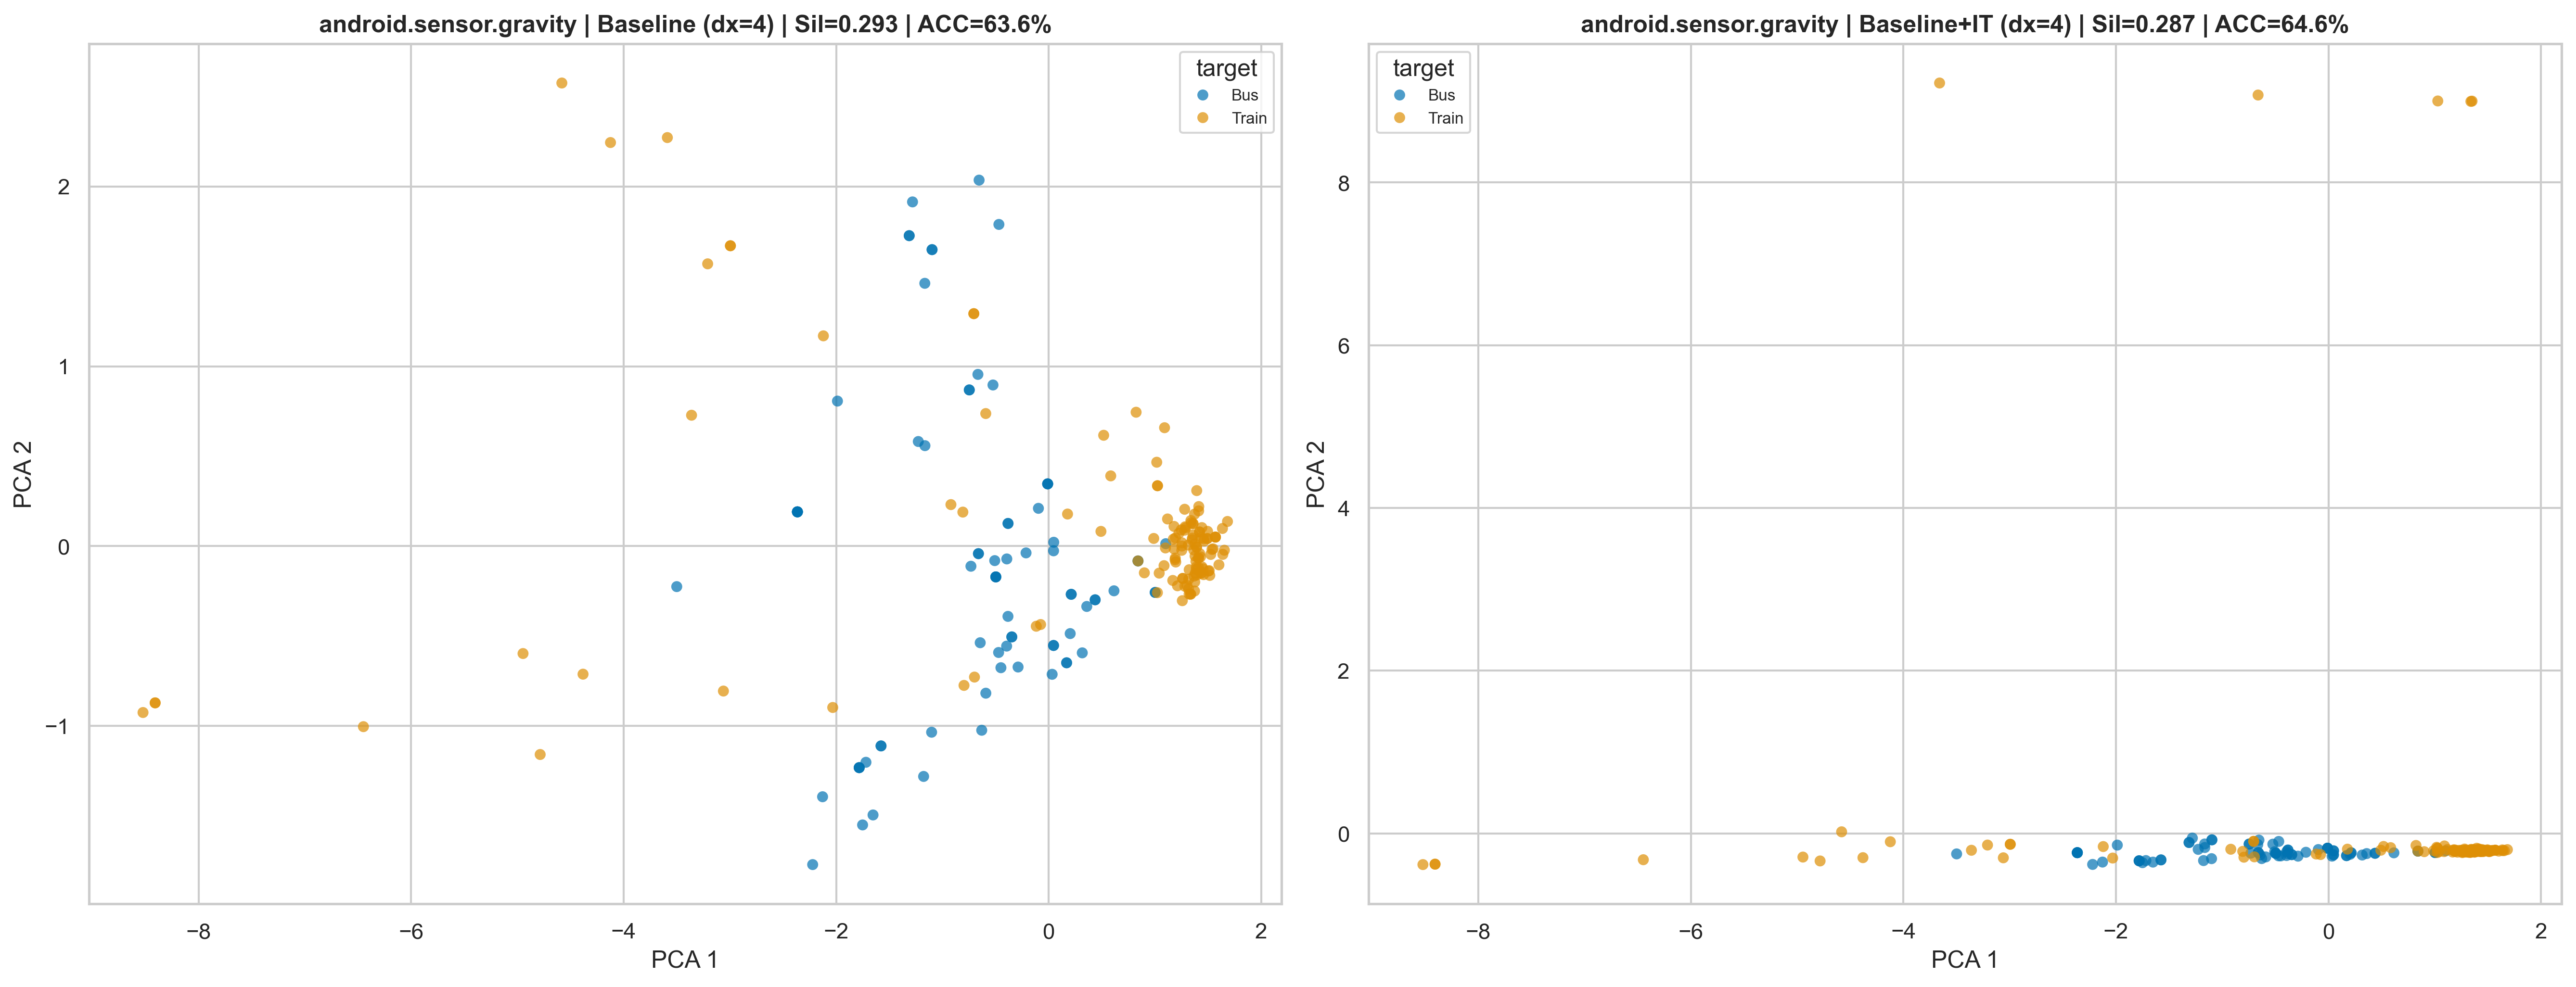 android.sensor.gravity | Baseline (dx=4) | Sil=0.293 | ACC=63.6%
target
Bus
Train
2
1
0
−1
PCA 2
−8
−6
−4
−2
0
2
PCA 1
android.sensor.gravity | Baseline+IT (dx=4) | Sil=0.287 | ACC=64.6%
target
Bus
Train
8
6
4
2
0
PCA 2
−8
−6
−4
−2
0
2
PCA 1